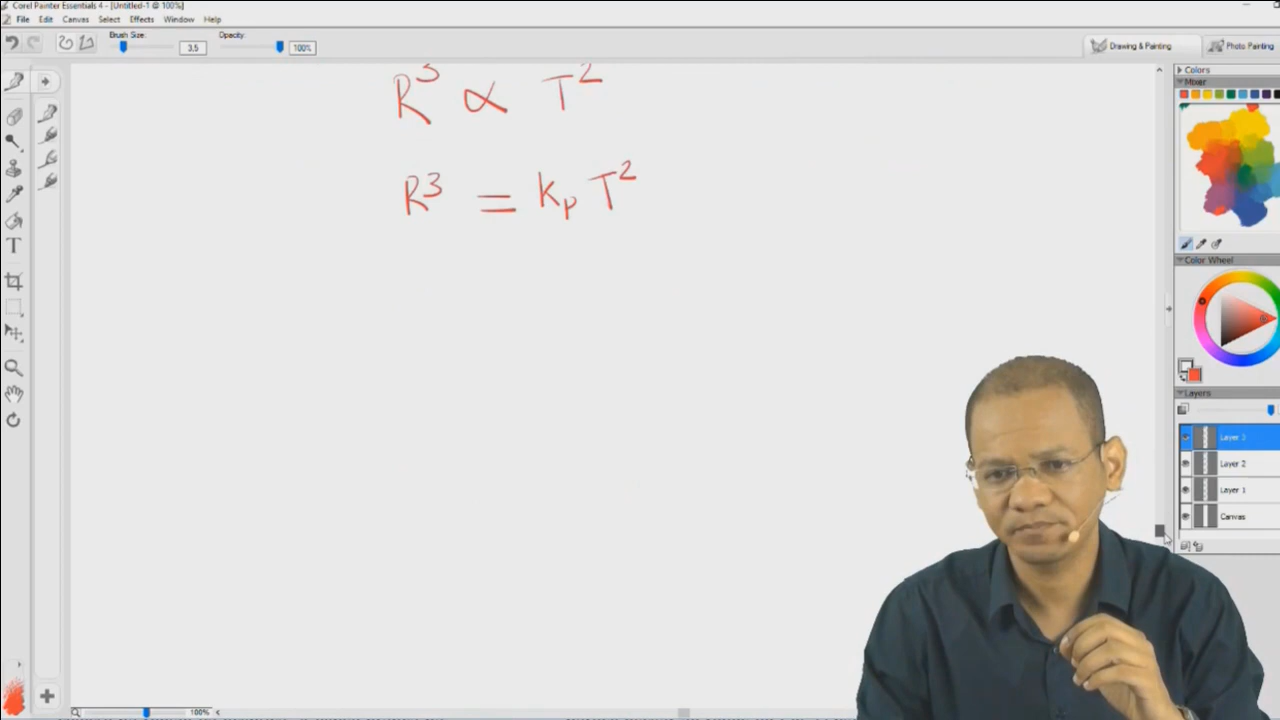 Corel Painter Essentials 4 - [Untitled-1 @ 100%]
File Edit Canvas Select Effects Window Help
Brush Size: 3.5 Opacity: 100%
Drawing & Painting Photo Painting
Colors
Mixer
R³ ∝ T²
R³ = kₚ T²
Color Wheel
Layers
Layer 3
Layer 2
Layer 1
Canvas
100%